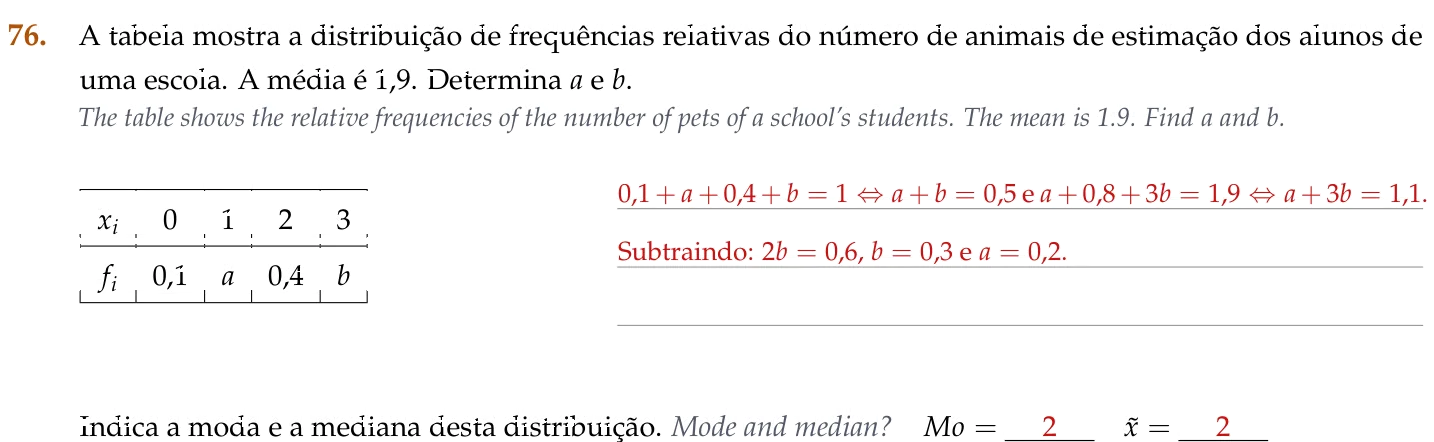 76. A tabela mostra a distribuição de frequências relativas do número de animais de estimação dos alunos de
uma escola. A média é 1,9. Determina a e b.
The table shows the relative frequencies of the number of pets of a school's students. The mean is 1.9. Find a and b.
0,1 + a + 0,4 + b = 1 ⇔ a + b = 0,5 e a + 0,8 + 3b = 1,9 ⇔ a + 3b = 1,1.
x_i 0 1 2 3
Subtraindo: 2b = 0,6, b = 0,3 e a = 0,2.
f_i 0,1 a 0,4 b
Indica a moda e a mediana desta distribuição. Mode and median? Mo = 2 x̃ = 2